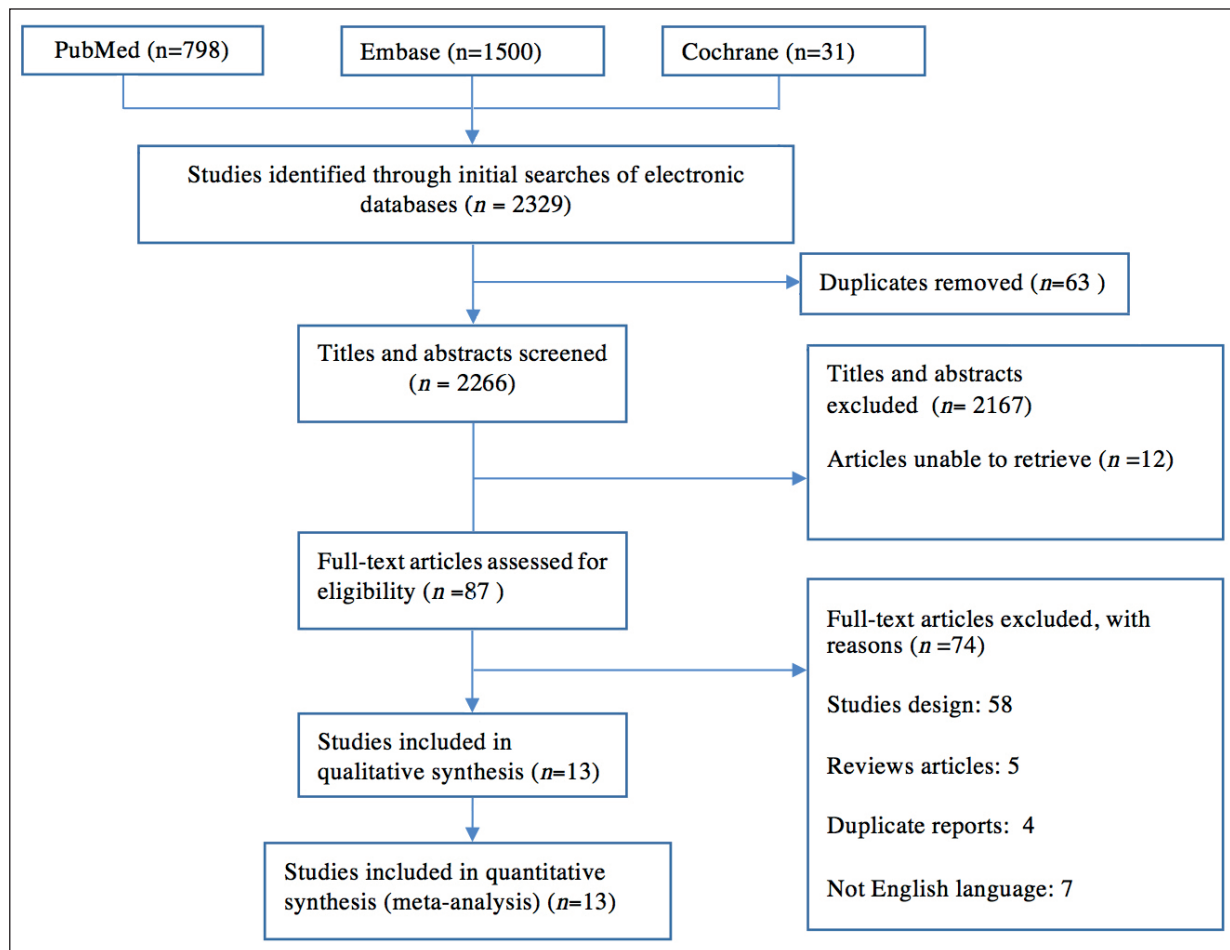 PubMed (n=798)
Embase (n=1500)
Cochrane (n=31)
Studies identified through initial searches of electronic
databases (n = 2329)
Duplicates removed (n=63 )
Titles and abstracts screened
(n = 2266)
Titles and abstracts
excluded (n= 2167)
Articles unable to retrieve (n =12)
Full-text articles assessed for
eligibility (n =87 )
Full-text articles excluded, with
reasons (n =74)
Studies design: 58
Reviews articles: 5
Duplicate reports: 4
Not English language: 7
Studies included in
qualitative synthesis (n=13)
Studies included in quantitative
synthesis (meta-analysis) (n=13)